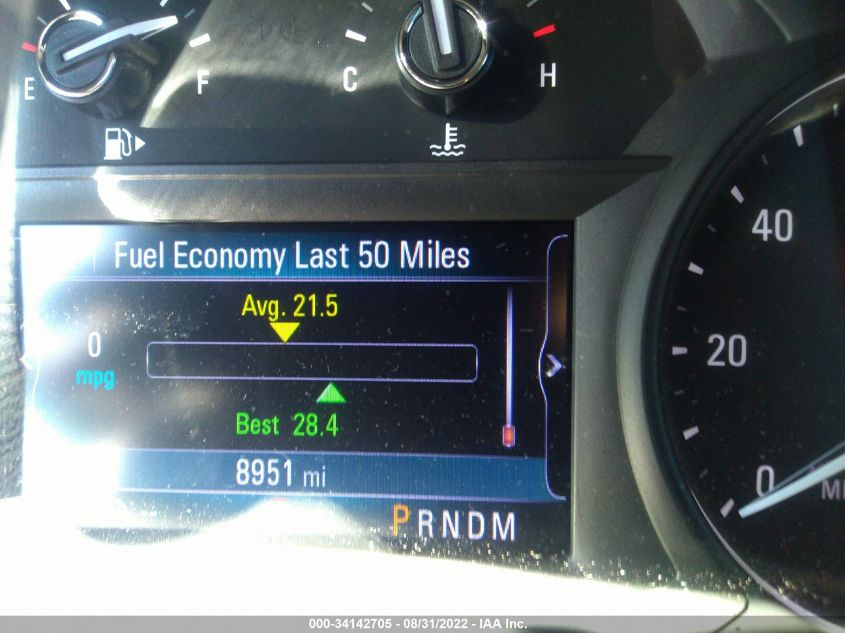 E F C H
Fuel Economy Last 50 Miles
Avg. 21.5
0
mpg
Best 28.4
8951 mi
PRNDM
40
20
0
000-34142705 - 08/31/2022 - IAA Inc.